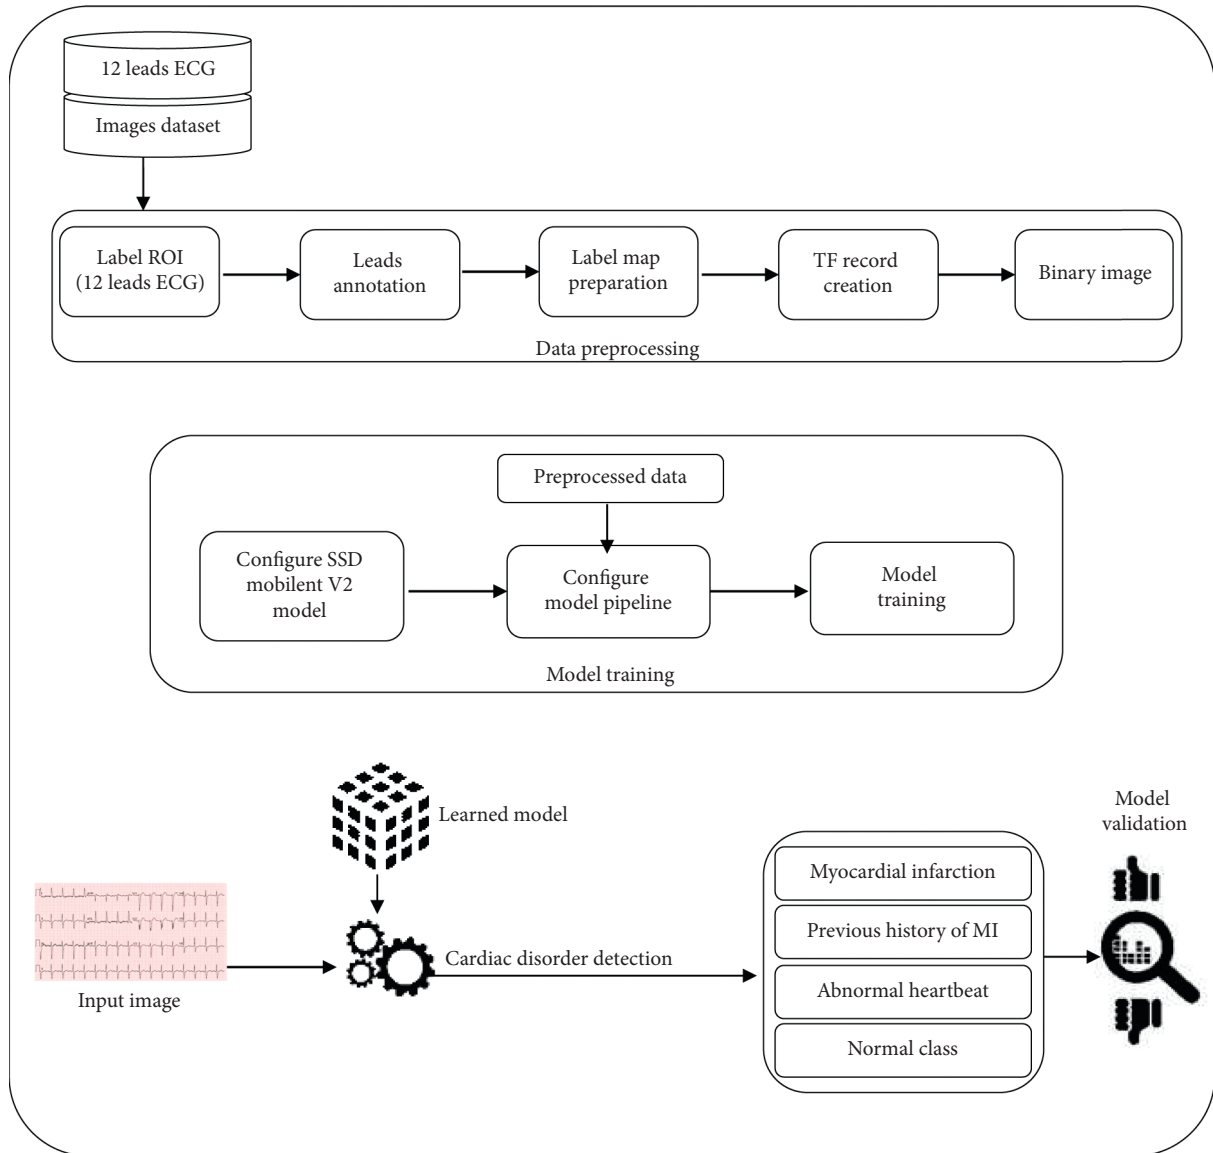 12 leads ECG
Images dataset
Label ROI
(12 leads ECG)
Leads
annotation
Label map
preparation
TF record
creation
Binary image
Data preprocessing
Preprocessed data
Configure SSD
mobilent V2
model
Configure
model pipeline
Model
training
Model training
Learned model
Input image
Cardiac disorder detection
Myocardial infarction
Previous history of MI
Abnormal heartbeat
Normal class
Model
validation